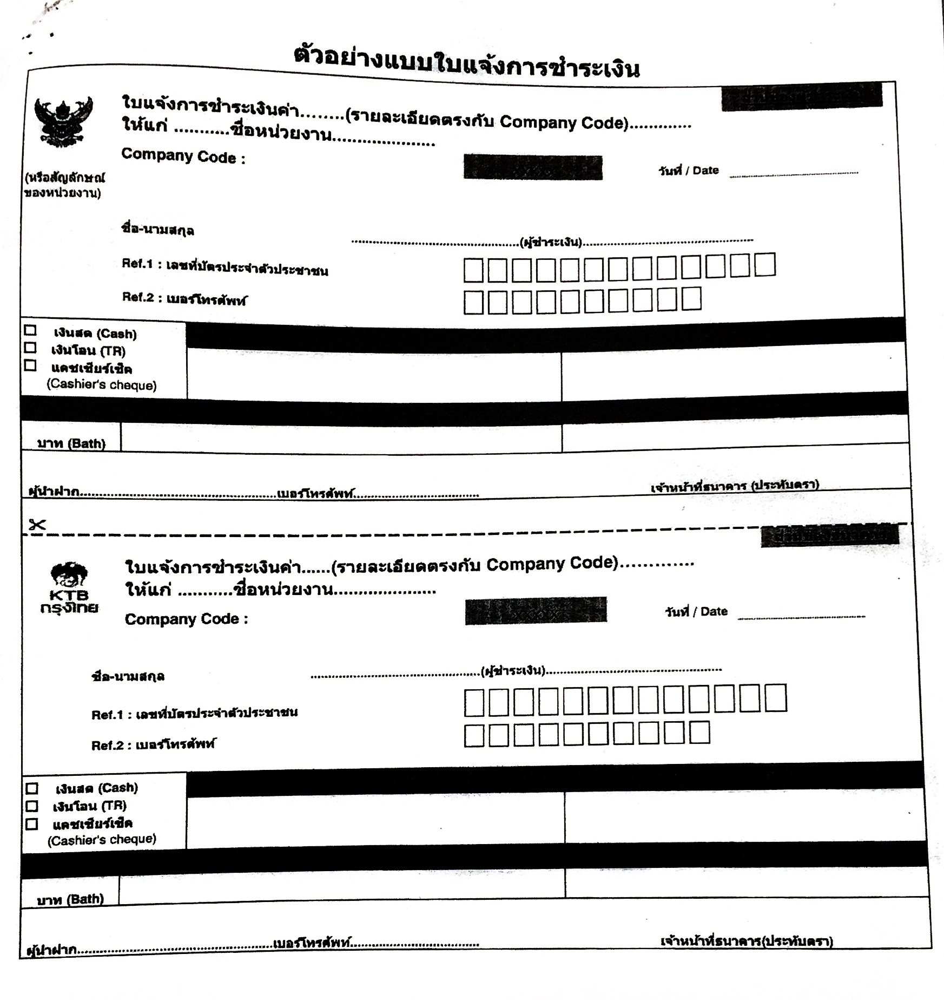 ตัวอย่างแบบใบแจ้งการชำระเงิน
ใบแจ้งการชำระเงินค่า........(รายละเอียดตรงกับ Company Code).............
ให้แก่ ...........ชื่อหน่วยงาน.....................
Company Code :
วันที่ / Date ............................................
(หรือสัญลักษณ์
ของหน่วยงาน)
ชื่อ-นามสกุล ......................................................(ผู้ชำระเงิน)......................................................
Ref.1 : เลขที่บัตรประจำตัวประชาชน
Ref.2 : เบอร์โทรศัพท์
เงินสด (Cash)
เงินโอน (TR)
แคชเชียร์เช็ค
(Cashier's cheque)
บาท (Bath)
ผู้นำฝาก................................................................เบอร์โทรศัพท์.........................................
เจ้าหน้าที่ธนาคาร (ประทับตรา)
ใบแจ้งการชำระเงินค่า......(รายละเอียดตรงกับ Company Code).............
ให้แก่ ...........ชื่อหน่วยงาน.....................
KTB
กรุงไทย
Company Code :
XXXX
วันที่ / Date ............................................
ชื่อ-นามสกุล ......................................................(ผู้ชำระเงิน)......................................................
Ref.1 : เลขที่บัตรประจำตัวประชาชน
Ref.2 : เบอร์โทรศัพท์
เงินสด (Cash)
เงินโอน (TR)
แคชเชียร์เช็ค
(Cashier's cheque)
บาท (Bath)
ผู้นำฝาก................................................................เบอร์โทรศัพท์.........................................
เจ้าหน้าที่ธนาคาร(ประทับตรา)